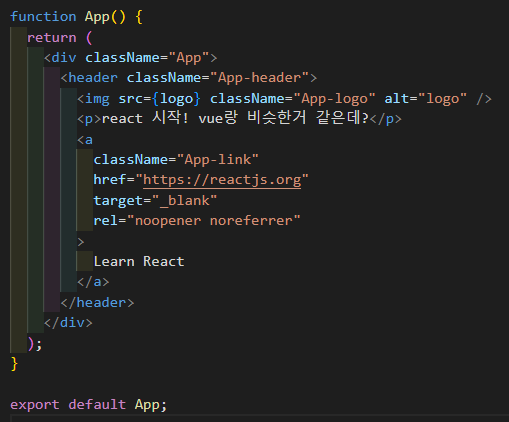 function App() {
  return (
    <div className="App">
      <header className="App-header">
        <img src={logo} className="App-logo" alt="logo" />
        <p>react 시작! vue랑 비슷한거 같은데?</p>
        <a
          className="App-link"
          href="https://reactjs.org"
          target="_blank"
          rel="noopener noreferrer"
        >
          Learn React
        </a>
      </header>
    </div>
  );
}
export default App;